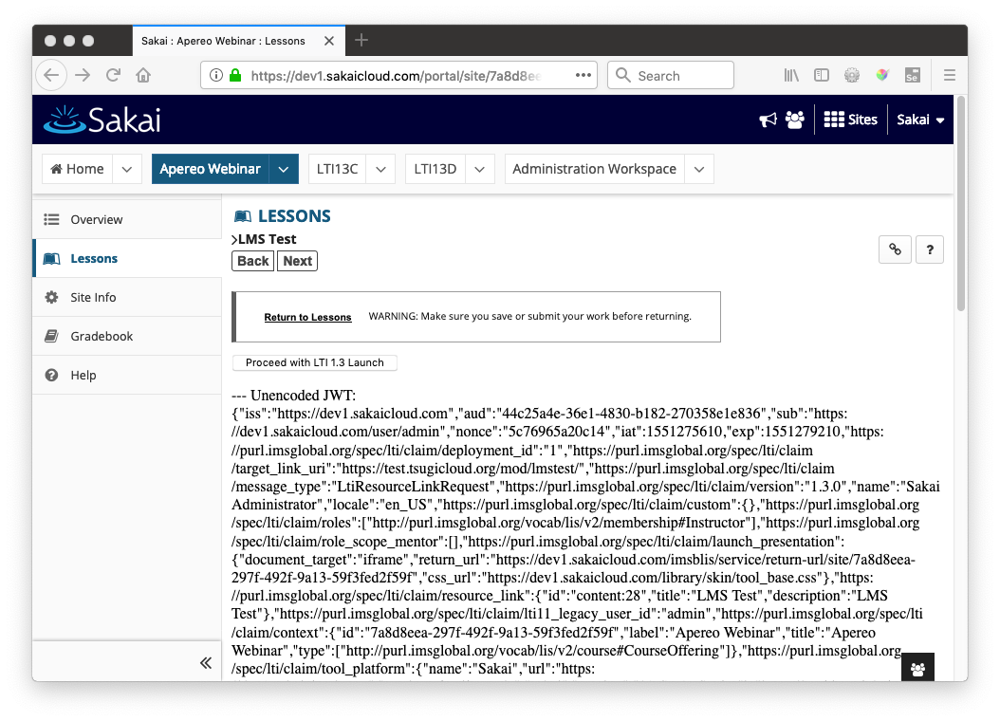 Sakai : Apereo Webinar : Lessons
https://dev1.sakaicloud.com/portal/site/7a8d8ee
Search
Se
Sakai
Sites
Sakai
Home
Apereo Webinar
LTI13C
LTI13D
Administration Workspace
Overview
Lessons
Site Info
Gradebook
Help
LESSONS
LMS Test
Back Next
?
Return to Lessons WARNING: Make sure you save or submit your work before returning.
Proceed with LTI 1.3 Launch
--- Unencoded JWT:
{"iss":"https://dev1.sakaicloud.com","aud":"44c25a4e-36e1-4830-b182-270358e1e836","sub":"https:
//dev1.sakaicloud.com/user/admin","nonce":"5c76965a20c14","iat":1551275610,"exp":1551279210,"https:
//purl.imsglobal.org/spec/lti/claim/deployment_id":"1","https://purl.imsglobal.org/spec/lti/claim
/target_link_uri":"https://test.tsugicloud.org/mod/lmstest/","https://purl.imsglobal.org/spec/lti/claim
/message_type":"LtiResourceLinkRequest","https://purl.imsglobal.org/spec/lti/claim/version":"1.3.0","name":"Sakai
Administrator","locale":"en_US","https://purl.imsglobal.org/spec/lti/claim/custom":{},"https://purl.imsglobal.org
/spec/lti/claim/roles":["http://purl.imsglobal.org/vocab/lis/v2/membership#Instructor"],"https://purl.imsglobal.org
/spec/lti/claim/role_scope_mentor":[],"https://purl.imsglobal.org/spec/lti/claim/launch_presentation":
{"document_target":"iframe","return_url":"https://dev1.sakaicloud.com/imsblis/service/return-url/site/7a8d8eea-
297f-492f-9a13-59f3fed2f59f","css_url":"https://dev1.sakaicloud.com/library/skin/tool_base.css"},"https:
//purl.imsglobal.org/spec/lti/claim/resource_link":{"id":"content:28","title":"LMS Test","description":"LMS
Test"},"https://purl.imsglobal.org/spec/lti/claim/lti11_legacy_user_id":"admin","https://purl.imsglobal.org/spec/lti
/claim/context":{"id":"7a8d8eea-297f-492f-9a13-59f3fed2f59f","label":"Apereo Webinar","title":"Apereo
Webinar","type":["http://purl.imsglobal.org/vocab/lis/v2/course#CourseOffering"]},"https://purl.imsglobal.org
/spec/lti/claim/tool_platform":{"name":"Sakai","url":"https: